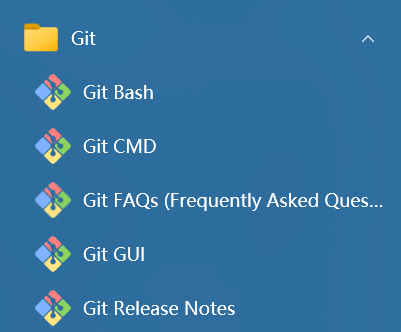 Git
Git Bash
Git CMD
Git FAQs (Frequently Asked Ques...
Git GUI
Git Release Notes